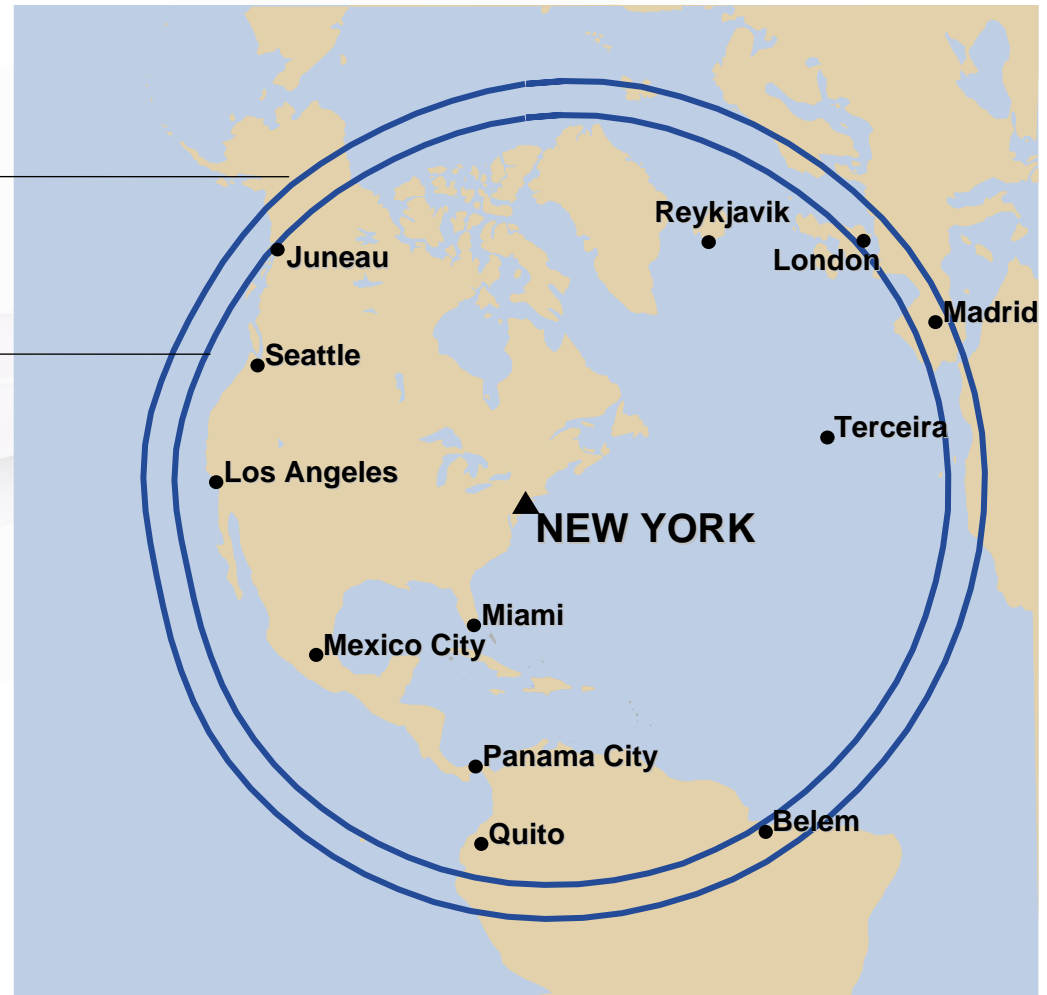 Reykjavik
Juneau
London
Madrid
Seattle
Terceira
Los Angeles
NEW YORK
Miami
Mexico City
Panama City
Belem
Quito